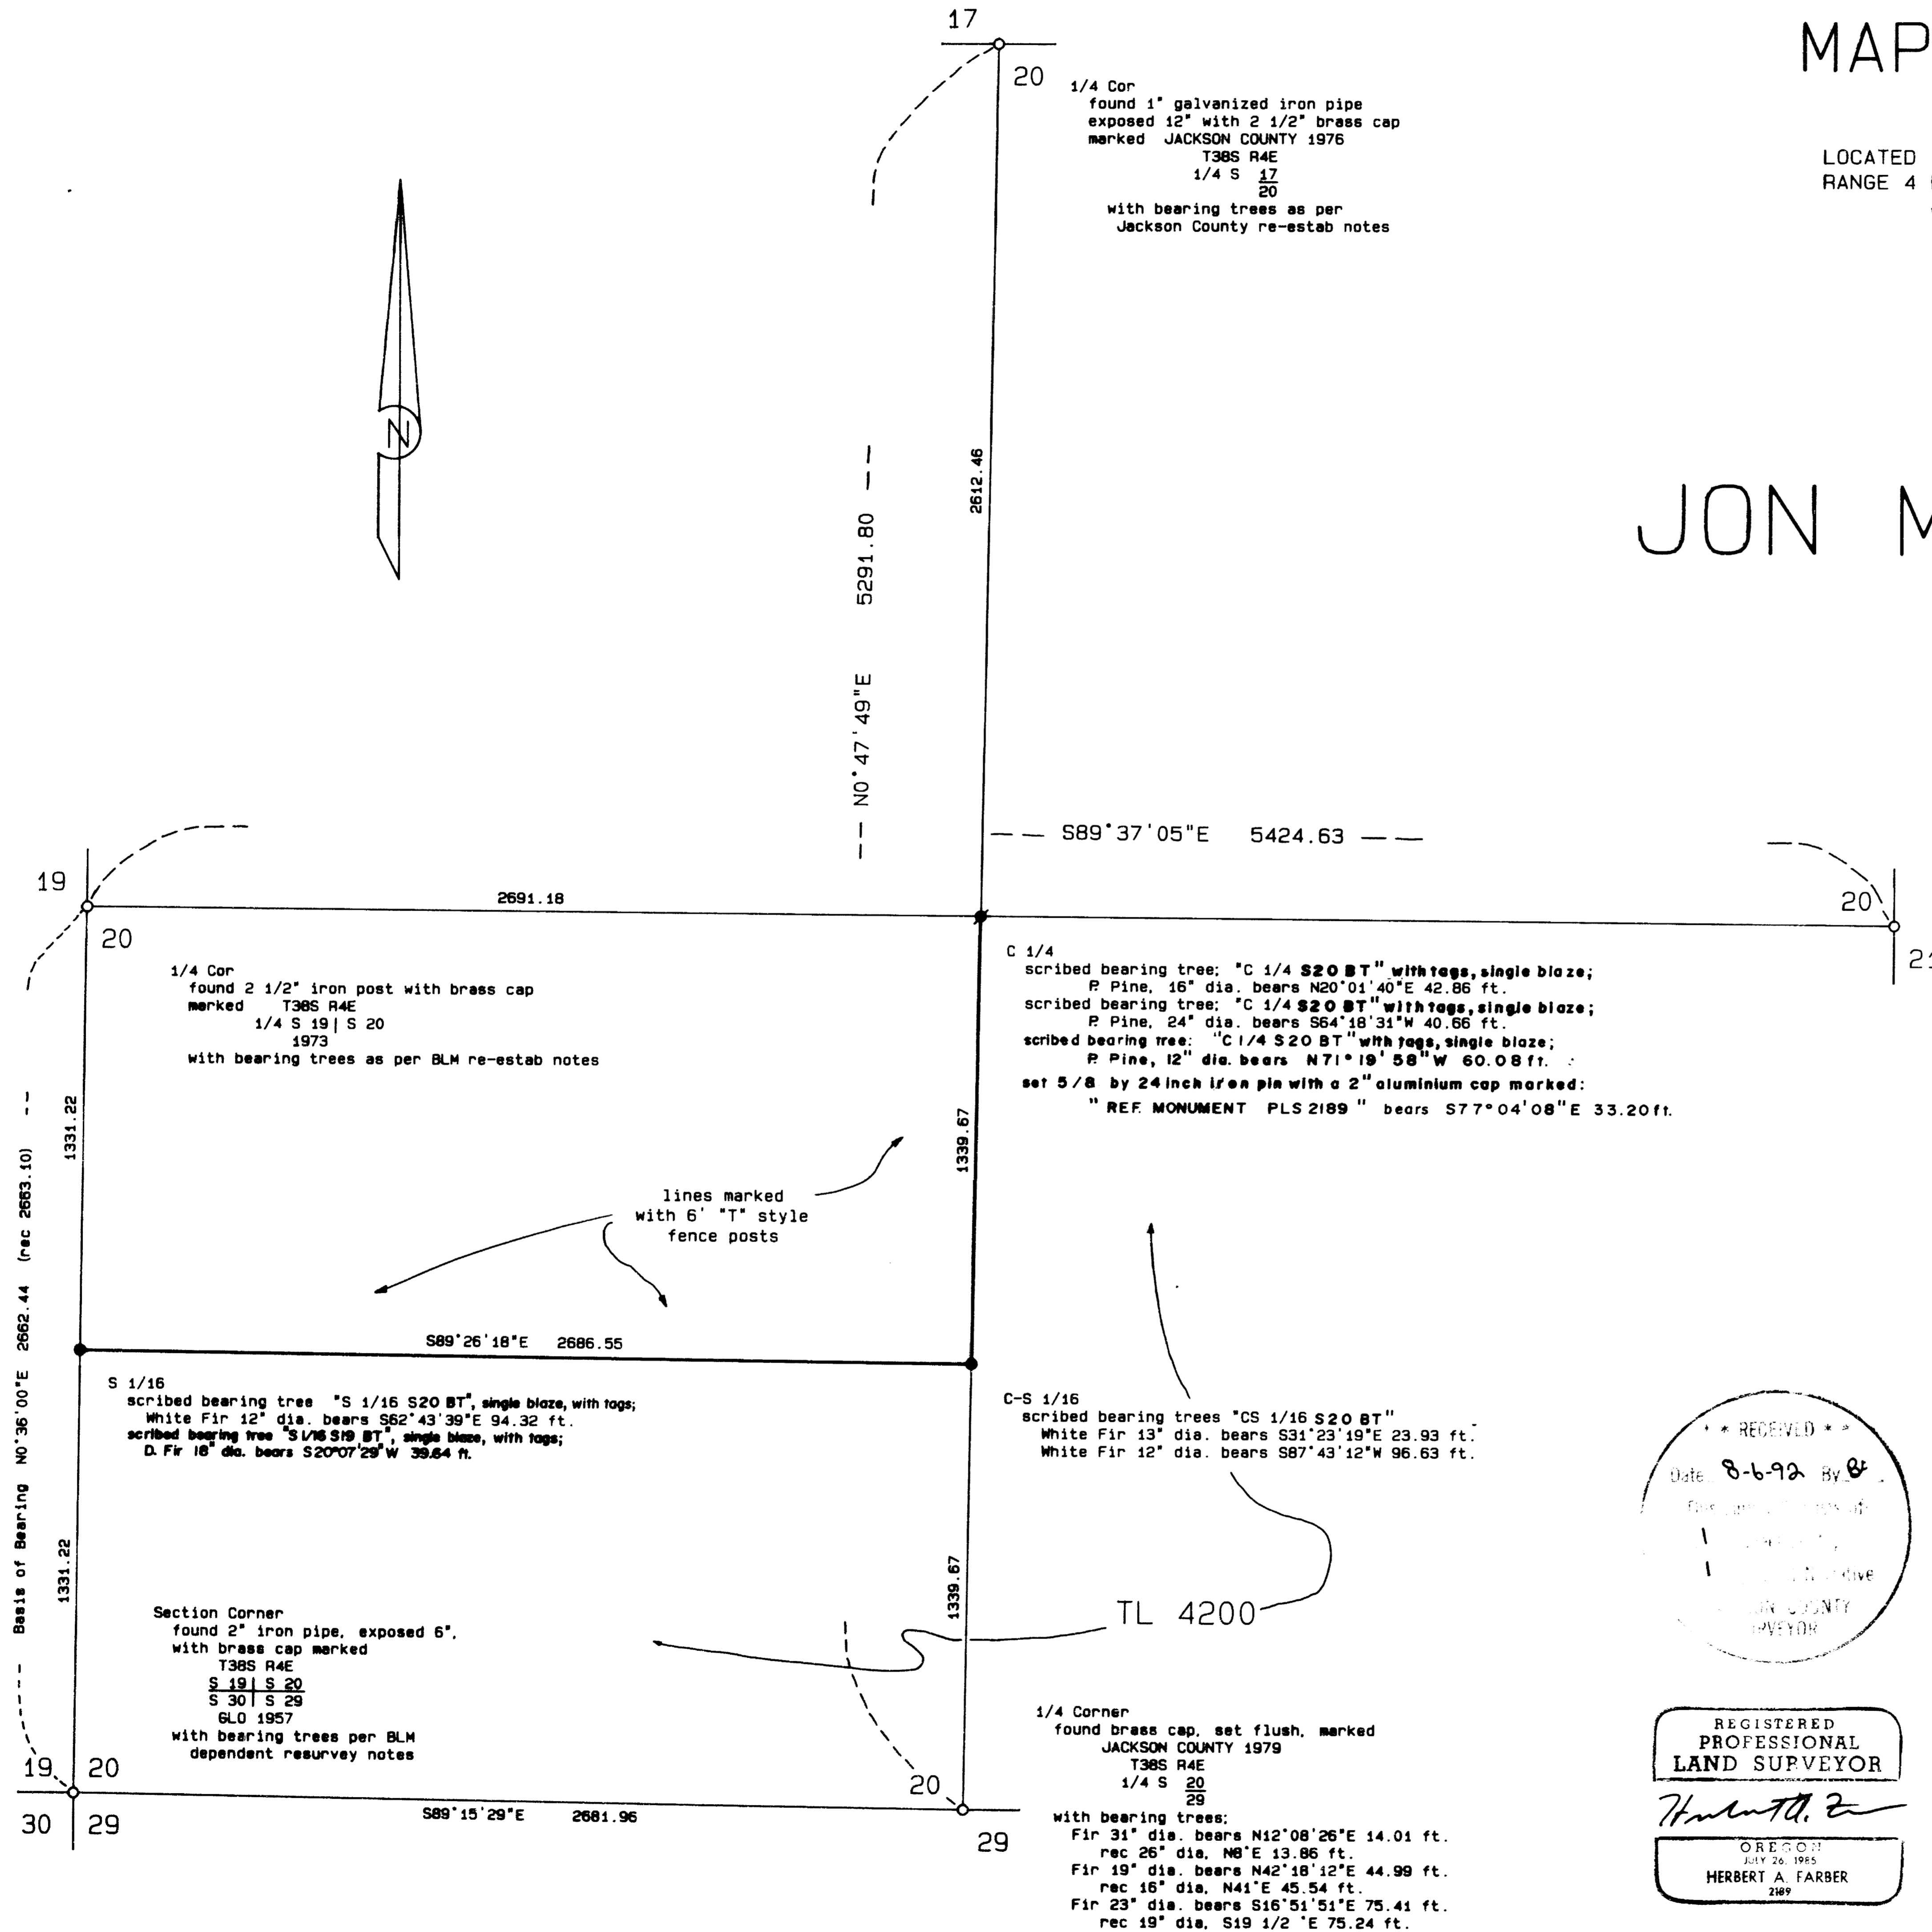 17
MAP
20
1/4 Cor
found 1" galvanized iron pipe
exposed 12" with 2 1/2" brass cap
marked JACKSON COUNTY 1976
T38S R4E
1/4 S 17
20
with bearing trees as per
Jackson County re-estab notes
LOCATED
RANGE 4
N
2612.46
JON M
N0°47'49"E 5291.80
S89°37'05"E 5424.63
19
2691.18
20
20
21
1/4 Cor
found 2 1/2" iron post with brass cap
marked T38S R4E
1/4 S 19 | S 20
1973
with bearing trees as per BLM re-estab notes
C 1/4
scribed bearing tree; "C 1/4 S20 BT" with tags, single blaze;
P. Pine, 16" dia. bears N20°01'40"E 42.86 ft.
scribed bearing tree; "C 1/4 S20 BT" with tags, single blaze;
P. Pine, 24" dia. bears S64°18'31"W 40.66 ft.
scribed bearing tree: "C 1/4 S20 BT" with tags, single blaze;
P. Pine, 12" dia. bears N71°19'58"W 60.08 ft.
set 5/8 by 24 inch iron pin with a 2" aluminium cap marked:
" REF. MONUMENT PLS 2189 " bears S77°04'08"E 33.20 ft.
1331.22
1339.67
lines marked
with 6' "T" style
fence posts
Basis of Bearing N0°36'00"E 2662.44 (rec 2663.10)
S89°26'18"E 2686.55
S 1/16
scribed bearing tree "S 1/16 S20 BT", single blaze, with tags;
White Fir 12" dia. bears S62°43'39"E 94.32 ft.
scribed bearing tree "S 1/16 S19 BT", single blaze, with tags;
D. Fir 18" dia. bears S20°07'29"W 39.64 ft.
C-S 1/16
scribed bearing trees "CS 1/16 S20 BT"
White Fir 13" dia. bears S31°23'19"E 23.93 ft.
White Fir 12" dia. bears S87°43'12"W 96.63 ft.
* * RECEIVED * *
Date 8-6-92 By
COUNTY
1331.22
1339.67
TL 4200
Section Corner
found 2" iron pipe, exposed 6",
with brass cap marked
T38S R4E
S 19 | S 20
S 30 | S 29
GLO 1957
with bearing trees per BLM
dependent resurvey notes
19 20
30 29
S89°15'29"E 2681.96
20
29
1/4 Corner
found brass cap, set flush, marked
JACKSON COUNTY 1979
T38S R4E
1/4 S 20
29
with bearing trees;
Fir 31" dia. bears N12°08'26"E 14.01 ft.
rec 26" dia, N8°E 13.86 ft.
Fir 19" dia. bears N42°18'12"E 44.99 ft.
rec 16" dia, N41°E 45.54 ft.
Fir 23" dia. bears S16°51'51"E 75.41 ft.
rec 19" dia, S19 1/2 °E 75.24 ft.
REGISTERED
PROFESSIONAL
LAND SURVEYOR
OREGON
JULY 26, 1985
HERBERT A. FARBER
2189